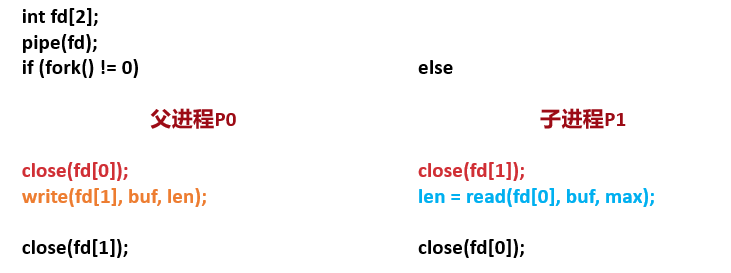 int fd[2];
pipe(fd);
if (fork() != 0)
else
父进程P0
子进程P1
close(fd[0]);
close(fd[1]);
write(fd[1], buf, len);
len = read(fd[0], buf, max);
close(fd[1]);
close(fd[0]);